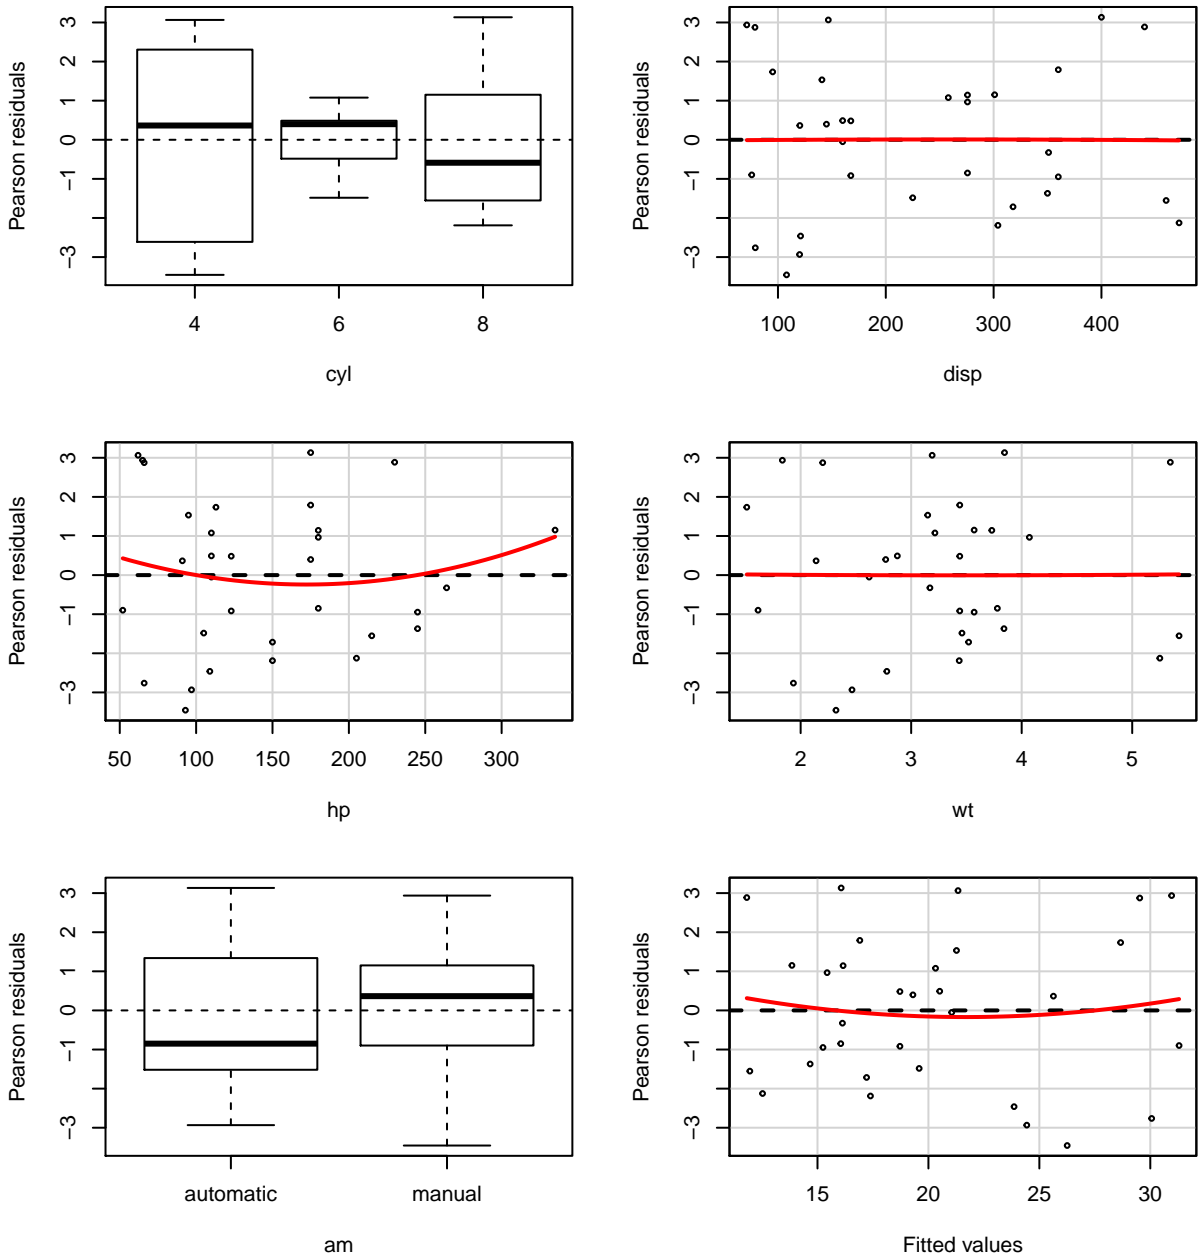 Pearson residuals
3
2
1
0
−1
−3
4 6 8
cyl
Pearson residuals
3
2
1
0
−1
−3
100 200 300 400
disp
Pearson residuals
3
2
1
0
−1
−3
50 100 150 200 250 300
hp
Pearson residuals
3
2
1
0
−1
−3
2 3 4 5
wt
Pearson residuals
3
2
1
0
−1
−3
automatic manual
am
Pearson residuals
3
2
1
0
−1
−3
15 20 25 30
Fitted values